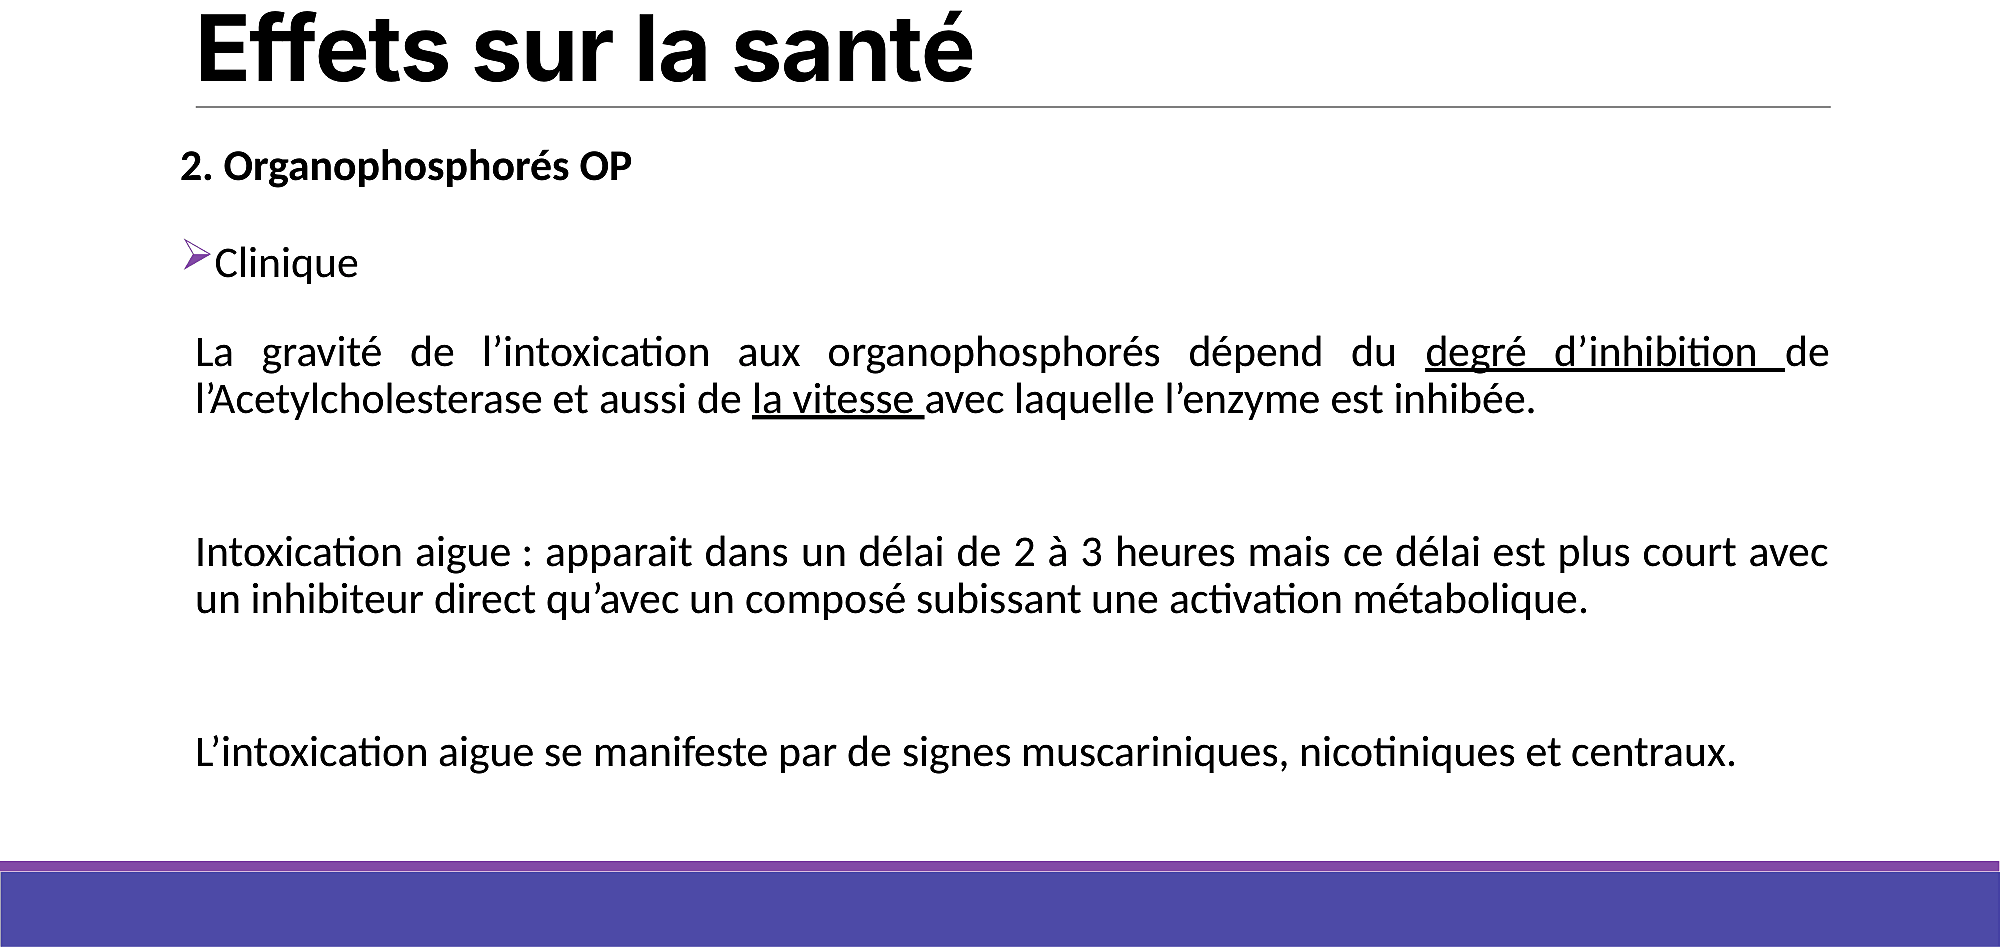 Effets sur la santé
2. Organophosphorés OP
Clinique
La gravité de l’intoxication aux organophosphorés dépend du degré d’inhibition de
l’Acetylcholesterase et aussi de la vitesse avec laquelle l’enzyme est inhibée.
Intoxication aigue : apparait dans un délai de 2 à 3 heures mais ce délai est plus court avec
un inhibiteur direct qu’avec un composé subissant une activation métabolique.
L’intoxication aigue se manifeste par de signes muscariniques, nicotiniques et centraux.